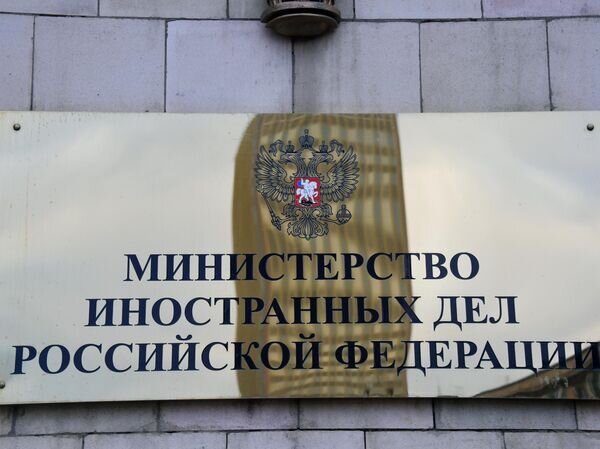 МИНИСТЕРСТВО
ИНОСТРАННЫХ ДЕЛ
РОССИЙСКОЙ ФЕДЕРАЦИИ